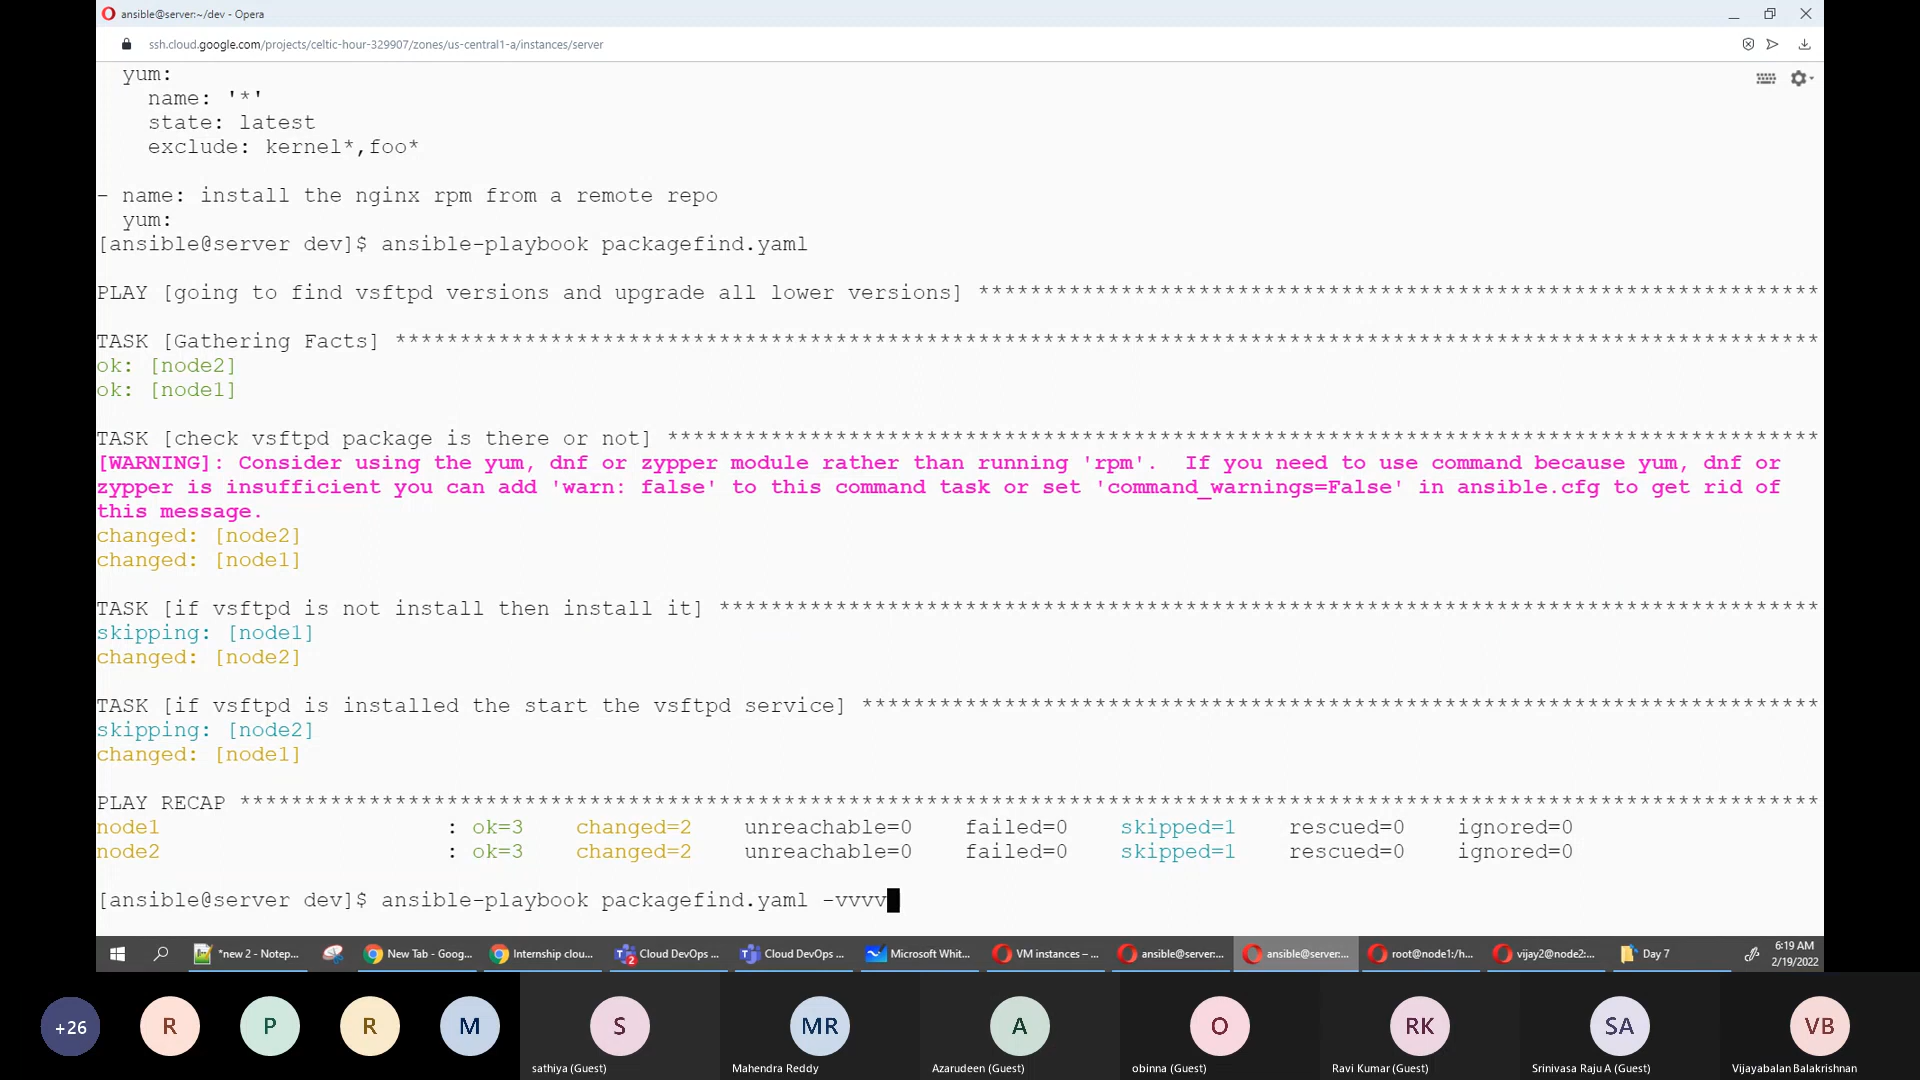 ansible@server:~/dev - Opera
ssh.cloud.google.com/projects/celtic-hour-329907/zones/us-central1-a/instances/server
yum:
name: '*'
state: latest
exclude: kernel*,foo*
- name: install the nginx rpm from a remote repo
yum:
[ansible@server dev]$ ansible-playbook packagefind.yaml
PLAY [going to find vsftpd versions and upgrade all lower versions] *****************************************************************
TASK [Gathering Facts] **************************************************************************************************************
ok: [node2]
ok: [node1]
TASK [check vsftpd package is there or not] *****************************************************************************************
[WARNING]: Consider using the yum, dnf or zypper module rather than running 'rpm'.  If you need to use command because yum, dnf or
zypper is insufficient you can add 'warn: false' to this command task or set 'command_warnings=False' in ansible.cfg to get rid of
this message.
changed: [node2]
changed: [node1]
TASK [if vsftpd is not install then install it] *************************************************************************************
skipping: [node1]
changed: [node2]
TASK [if vsftpd is installed the start the vsftpd service] **************************************************************************
skipping: [node2]
changed: [node1]
PLAY RECAP **************************************************************************************************************************
node1 : ok=3 changed=2 unreachable=0 failed=0 skipped=1 rescued=0 ignored=0
node2 : ok=3 changed=2 unreachable=0 failed=0 skipped=1 rescued=0 ignored=0
[ansible@server dev]$ ansible-playbook packagefind.yaml -vvvv
*new 2 - Notep... New Tab - Goog... Internship clou... 2 Cloud DevOps ... Cloud DevOps ... Microsoft Whit... VM instances – ... ansible@server:... ansible@server:... root@node1:/h... vijay2@node2:... Day 7 6:19 AM
2/19/2022
+26 R P R M S MR A O RK SA VB
sathiya (Guest) Mahendra Reddy Azarudeen (Guest) obinna (Guest) Ravi Kumar (Guest) Srinivasa Raju A (Guest) Vijayabalan Balakrishnan